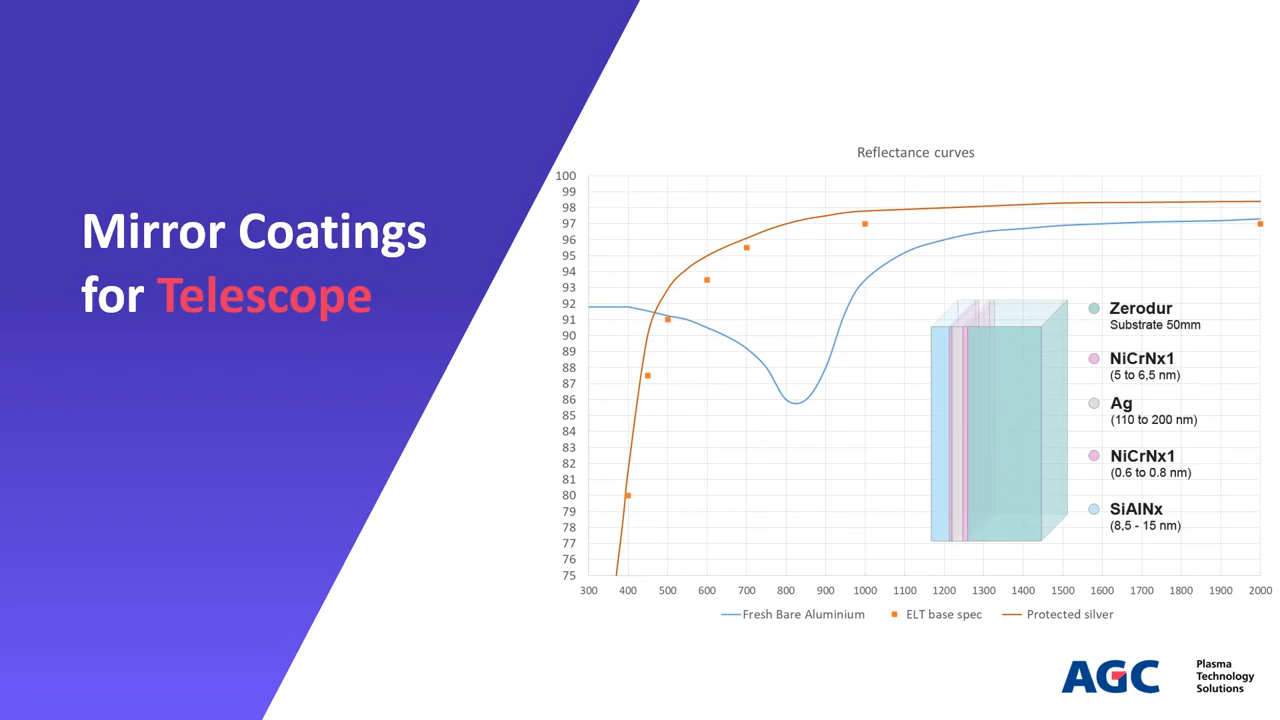 Mirror Coatings
for Telescope
Reflectance curves
100
99
98
97
96
95
94
93
92
91
90
89
88
87
86
85
84
83
82
81
80
79
78
77
76
75
300 400 500 600 700 800 900 1000 1100 1200 1300 1400 1500 1600 1700 1800 1900 2000
Fresh Bare Aluminium ELT base spec Protected silver
Zerodur
Substrate 50mm
NiCrNx1
(5 to 6,5 nm)
Ag
(110 to 200 nm)
NiCrNx1
(0.6 to 0.8 nm)
SiAlNx
(8,5 - 15 nm)
AGC
Plasma
Technology
Solutions